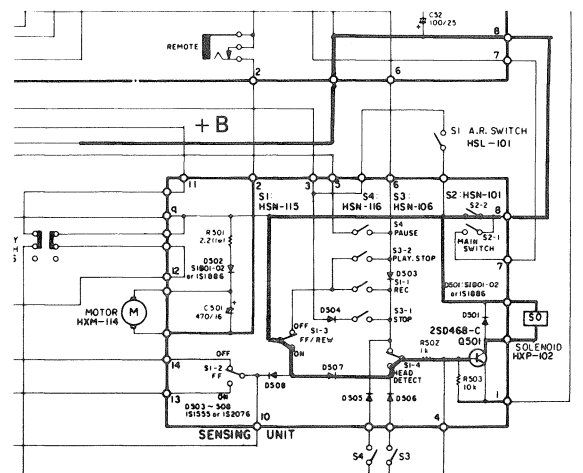 C52
100/25
REMOTE
8
7
2
6
+B
S1 A.R. SWITCH
HSL-101
11
2
3
5
6
S1:
HSN-115
S4:
HSN-116
S3:
HSN-106
S2: HSN-101
9
R501
2.2(1w)
D502
S1B01-02
or 1S1886
12
C501
470/16
MOTOR
HXM-114
M
S4
PAUSE
S3-2
PLAY. STOP
D503
S1-1
REC
S3-1
STOP
D504
S2-2
8
S2-1
MAIN
SWITCH
7
D501: S1B01-02
or 1S1886
D501
SO
SOLENOID
HXP-102
2SD468-C
Q501
R502
1k
R503
10k
OFF
S1-3
FF/REW
ON
S1-4
HEAD
DETECT
14
OFF
S1-2
FF
ON
13
D508
D507
D503~508
1S1555 or 1S2076
D505
D506
10
4
1
SENSING UNIT
S4
S3
Y
H
S